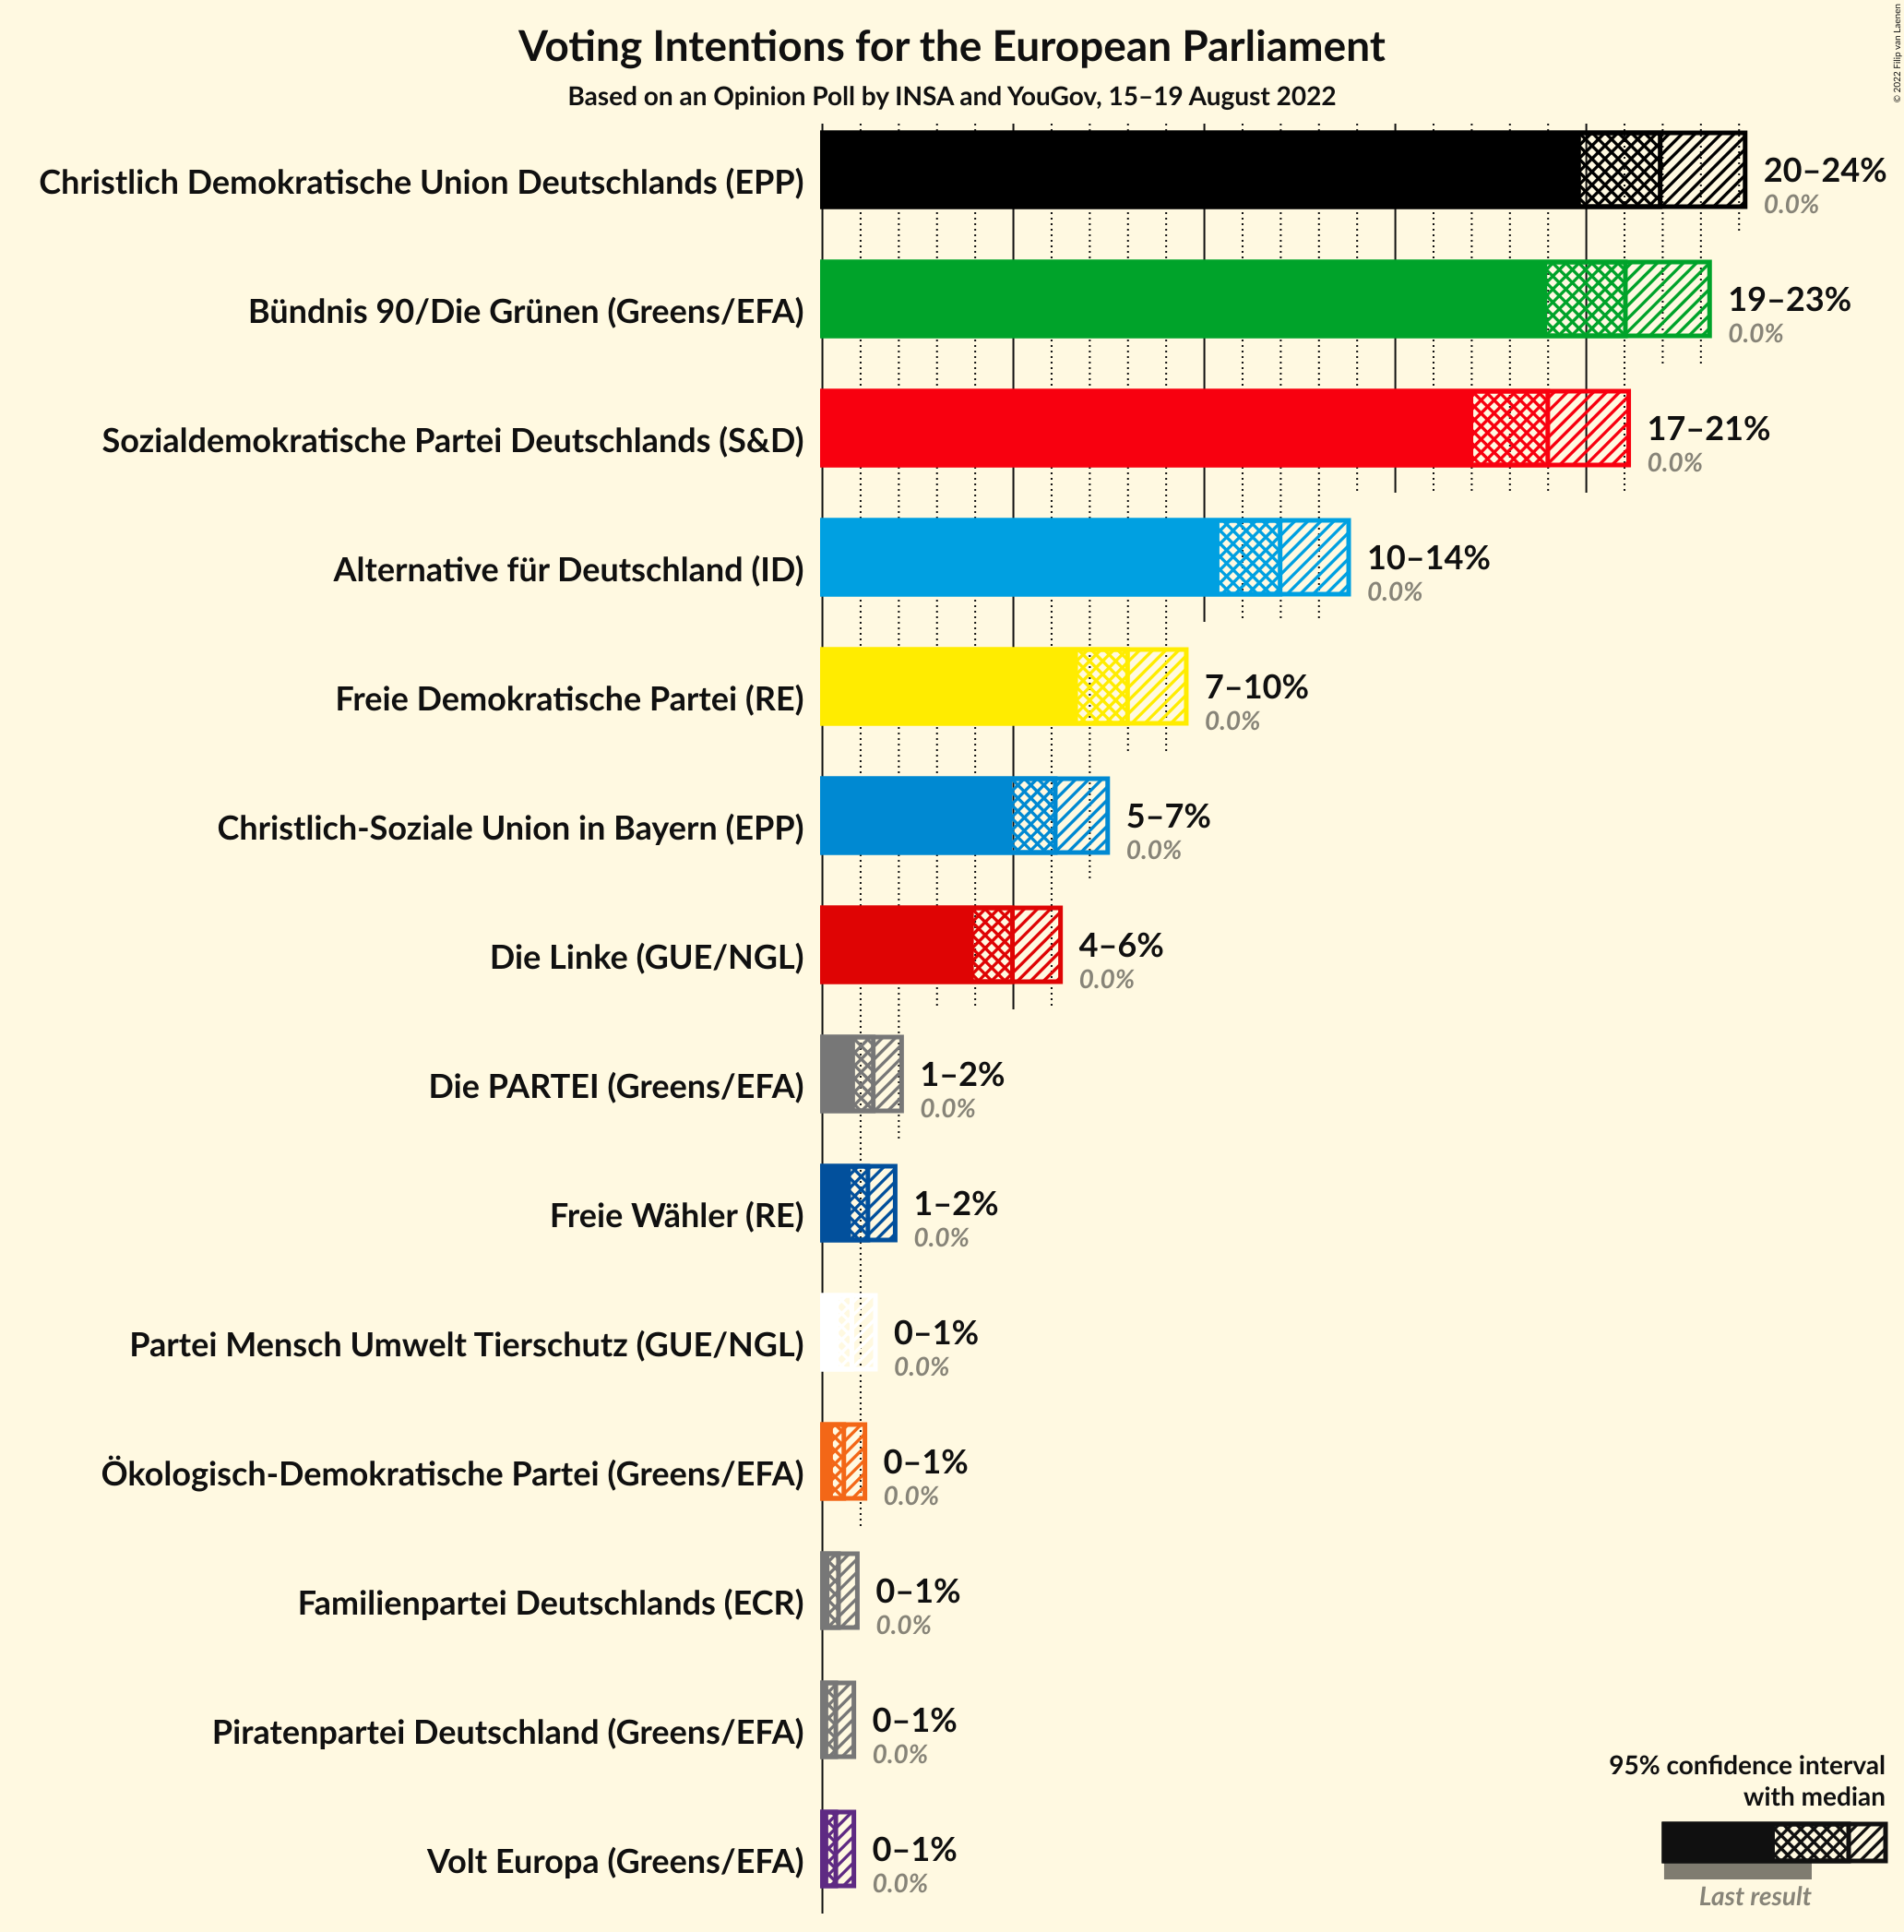 Voting Intentions for the European Parliament
Based on an Opinion Poll by INSA and YouGov, 15–19 August 2022
© 2022 Filip van Laenen
Christlich Demokratische Union Deutschlands (EPP)
20–24%
0.0%
Bündnis 90/Die Grünen (Greens/EFA)
19–23%
0.0%
Sozialdemokratische Partei Deutschlands (S&D)
17–21%
0.0%
Alternative für Deutschland (ID)
10–14%
0.0%
Freie Demokratische Partei (RE)
7–10%
0.0%
Christlich-Soziale Union in Bayern (EPP)
5–7%
0.0%
Die Linke (GUE/NGL)
4–6%
0.0%
Die PARTEI (Greens/EFA)
1–2%
0.0%
Freie Wähler (RE)
1–2%
0.0%
Partei Mensch Umwelt Tierschutz (GUE/NGL)
0–1%
0.0%
Ökologisch-Demokratische Partei (Greens/EFA)
0–1%
0.0%
Familienpartei Deutschlands (ECR)
0–1%
0.0%
Piratenpartei Deutschland (Greens/EFA)
0–1%
0.0%
Volt Europa (Greens/EFA)
0–1%
0.0%
95% confidence interval
with median
Last result